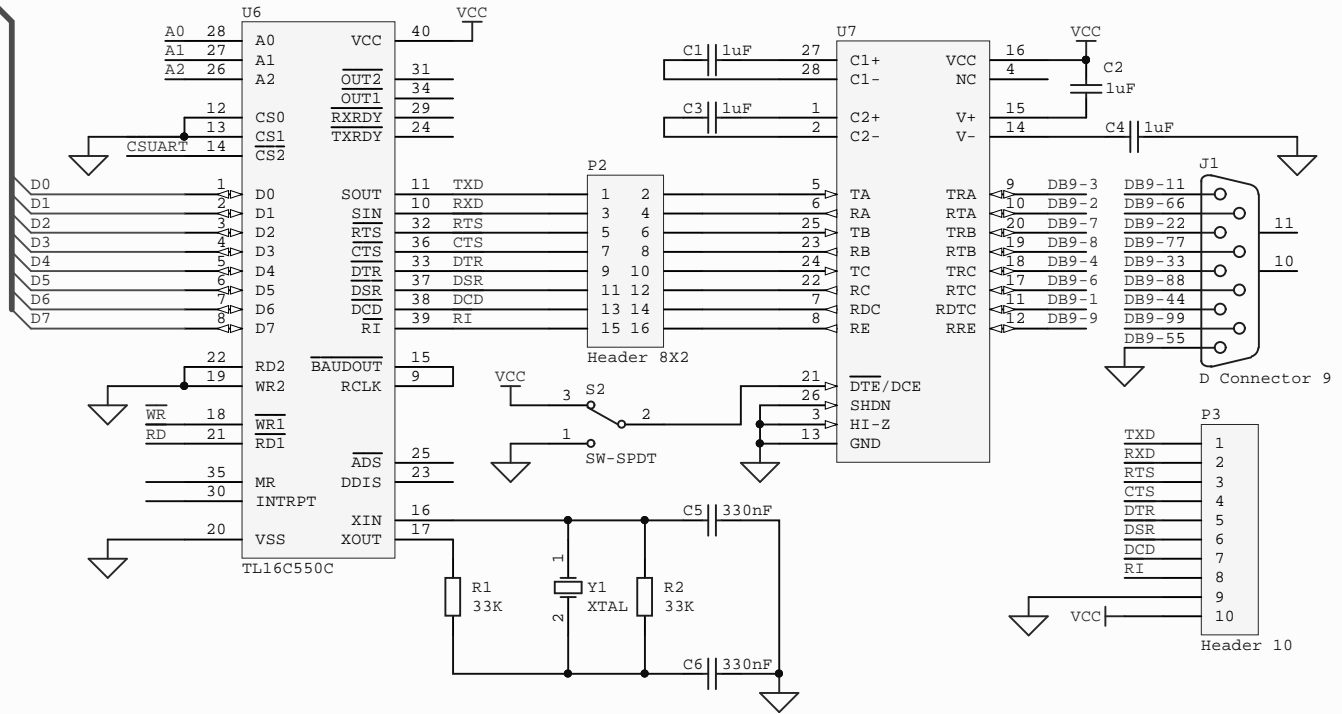 U6
A0 28 A0 VCC 40 VCC
A1 27 A1
A2 26 A2 OUT2 31
OUT1 34
12 CS0 RXRDY 29
13 CS1 TXRDY 24
CSUART 14 CS2
D0 1 D0 SOUT 11 TXD
D1 2 D1 SIN 10 RXD
D2 3 D2 RTS 32 RTS
D3 4 D3 CTS 36 CTS
D4 5 D4 DTR 33 DTR
D5 6 D5 DSR 37 DSR
D6 7 D6 DCD 38 DCD
D7 8 D7 RI 39 RI
22 RD2 BAUDOUT 15
19 WR2 RCLK 9
WR 18 WR1
RD 21 RD1
ADS 25
35 MR DDIS 23
30 INTRPT
XIN 16
20 VSS XOUT 17
TL16C550C
P2
1 2
3 4
5 6
7 8
9 10
11 12
13 14
15 16
Header 8X2
VCC
S2
3
2
1
SW-SPDT
C5 330nF
R1
33K
1
Y1
XTAL
2
R2
33K
C6 330nF
U7
C1 1uF 27 C1+ VCC 16 VCC
28 C1- NC 4 C2
1uF
C3 1uF 1 C2+ V+ 15
2 C2- V- 14 C4 1uF
5 TA TRA 9 DB9-3
6 RA RTA 10 DB9-2
25 TB TRB 20 DB9-7
23 RB RTB 19 DB9-8
24 TC TRC 18 DB9-4
22 RC RTC 17 DB9-6
7 RDC RDTC 11 DB9-1
8 RE RRE 12 DB9-9
21 DTE/DCE
26 SHDN
3 HI-Z
13 GND
J1
DB9-11
DB9-66
DB9-22 11
DB9-77
DB9-33 10
DB9-88
DB9-44
DB9-99
DB9-55
D Connector 9
P3
TXD 1
RXD 2
RTS 3
CTS 4
DTR 5
DSR 6
DCD 7
RI 8
9
VCC 10
Header 10